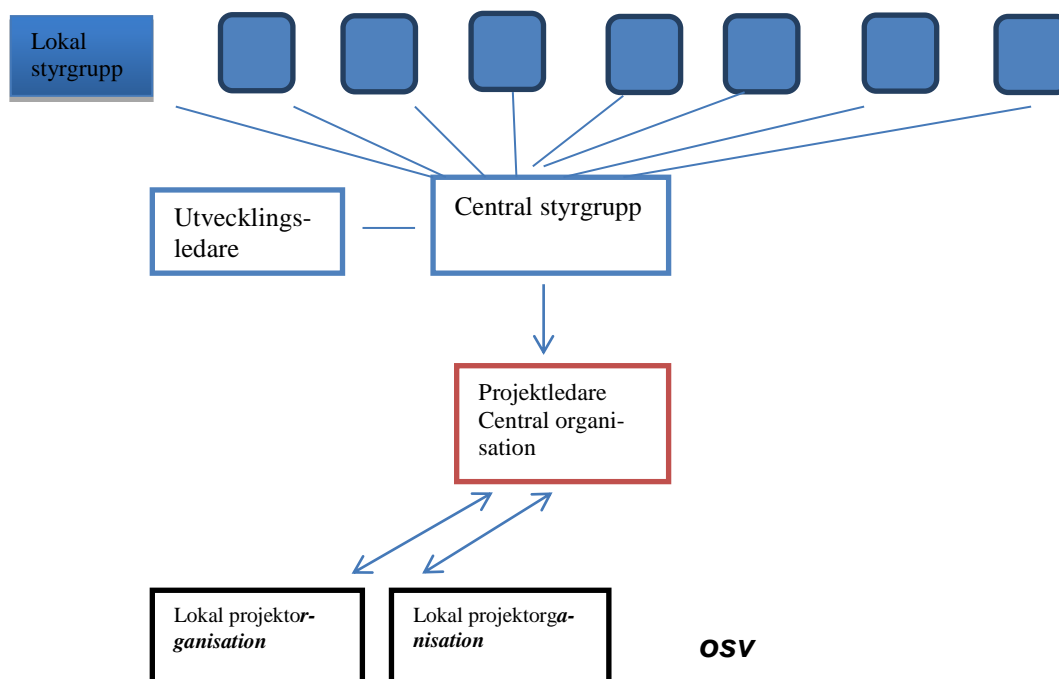 Lokal
styrgrupp
Utvecklings-
ledare
Central styrgrupp
Projektledare
Central organi-
sation
Lokal projektor-
ganisation
Lokal projektorga-
nisation
osv